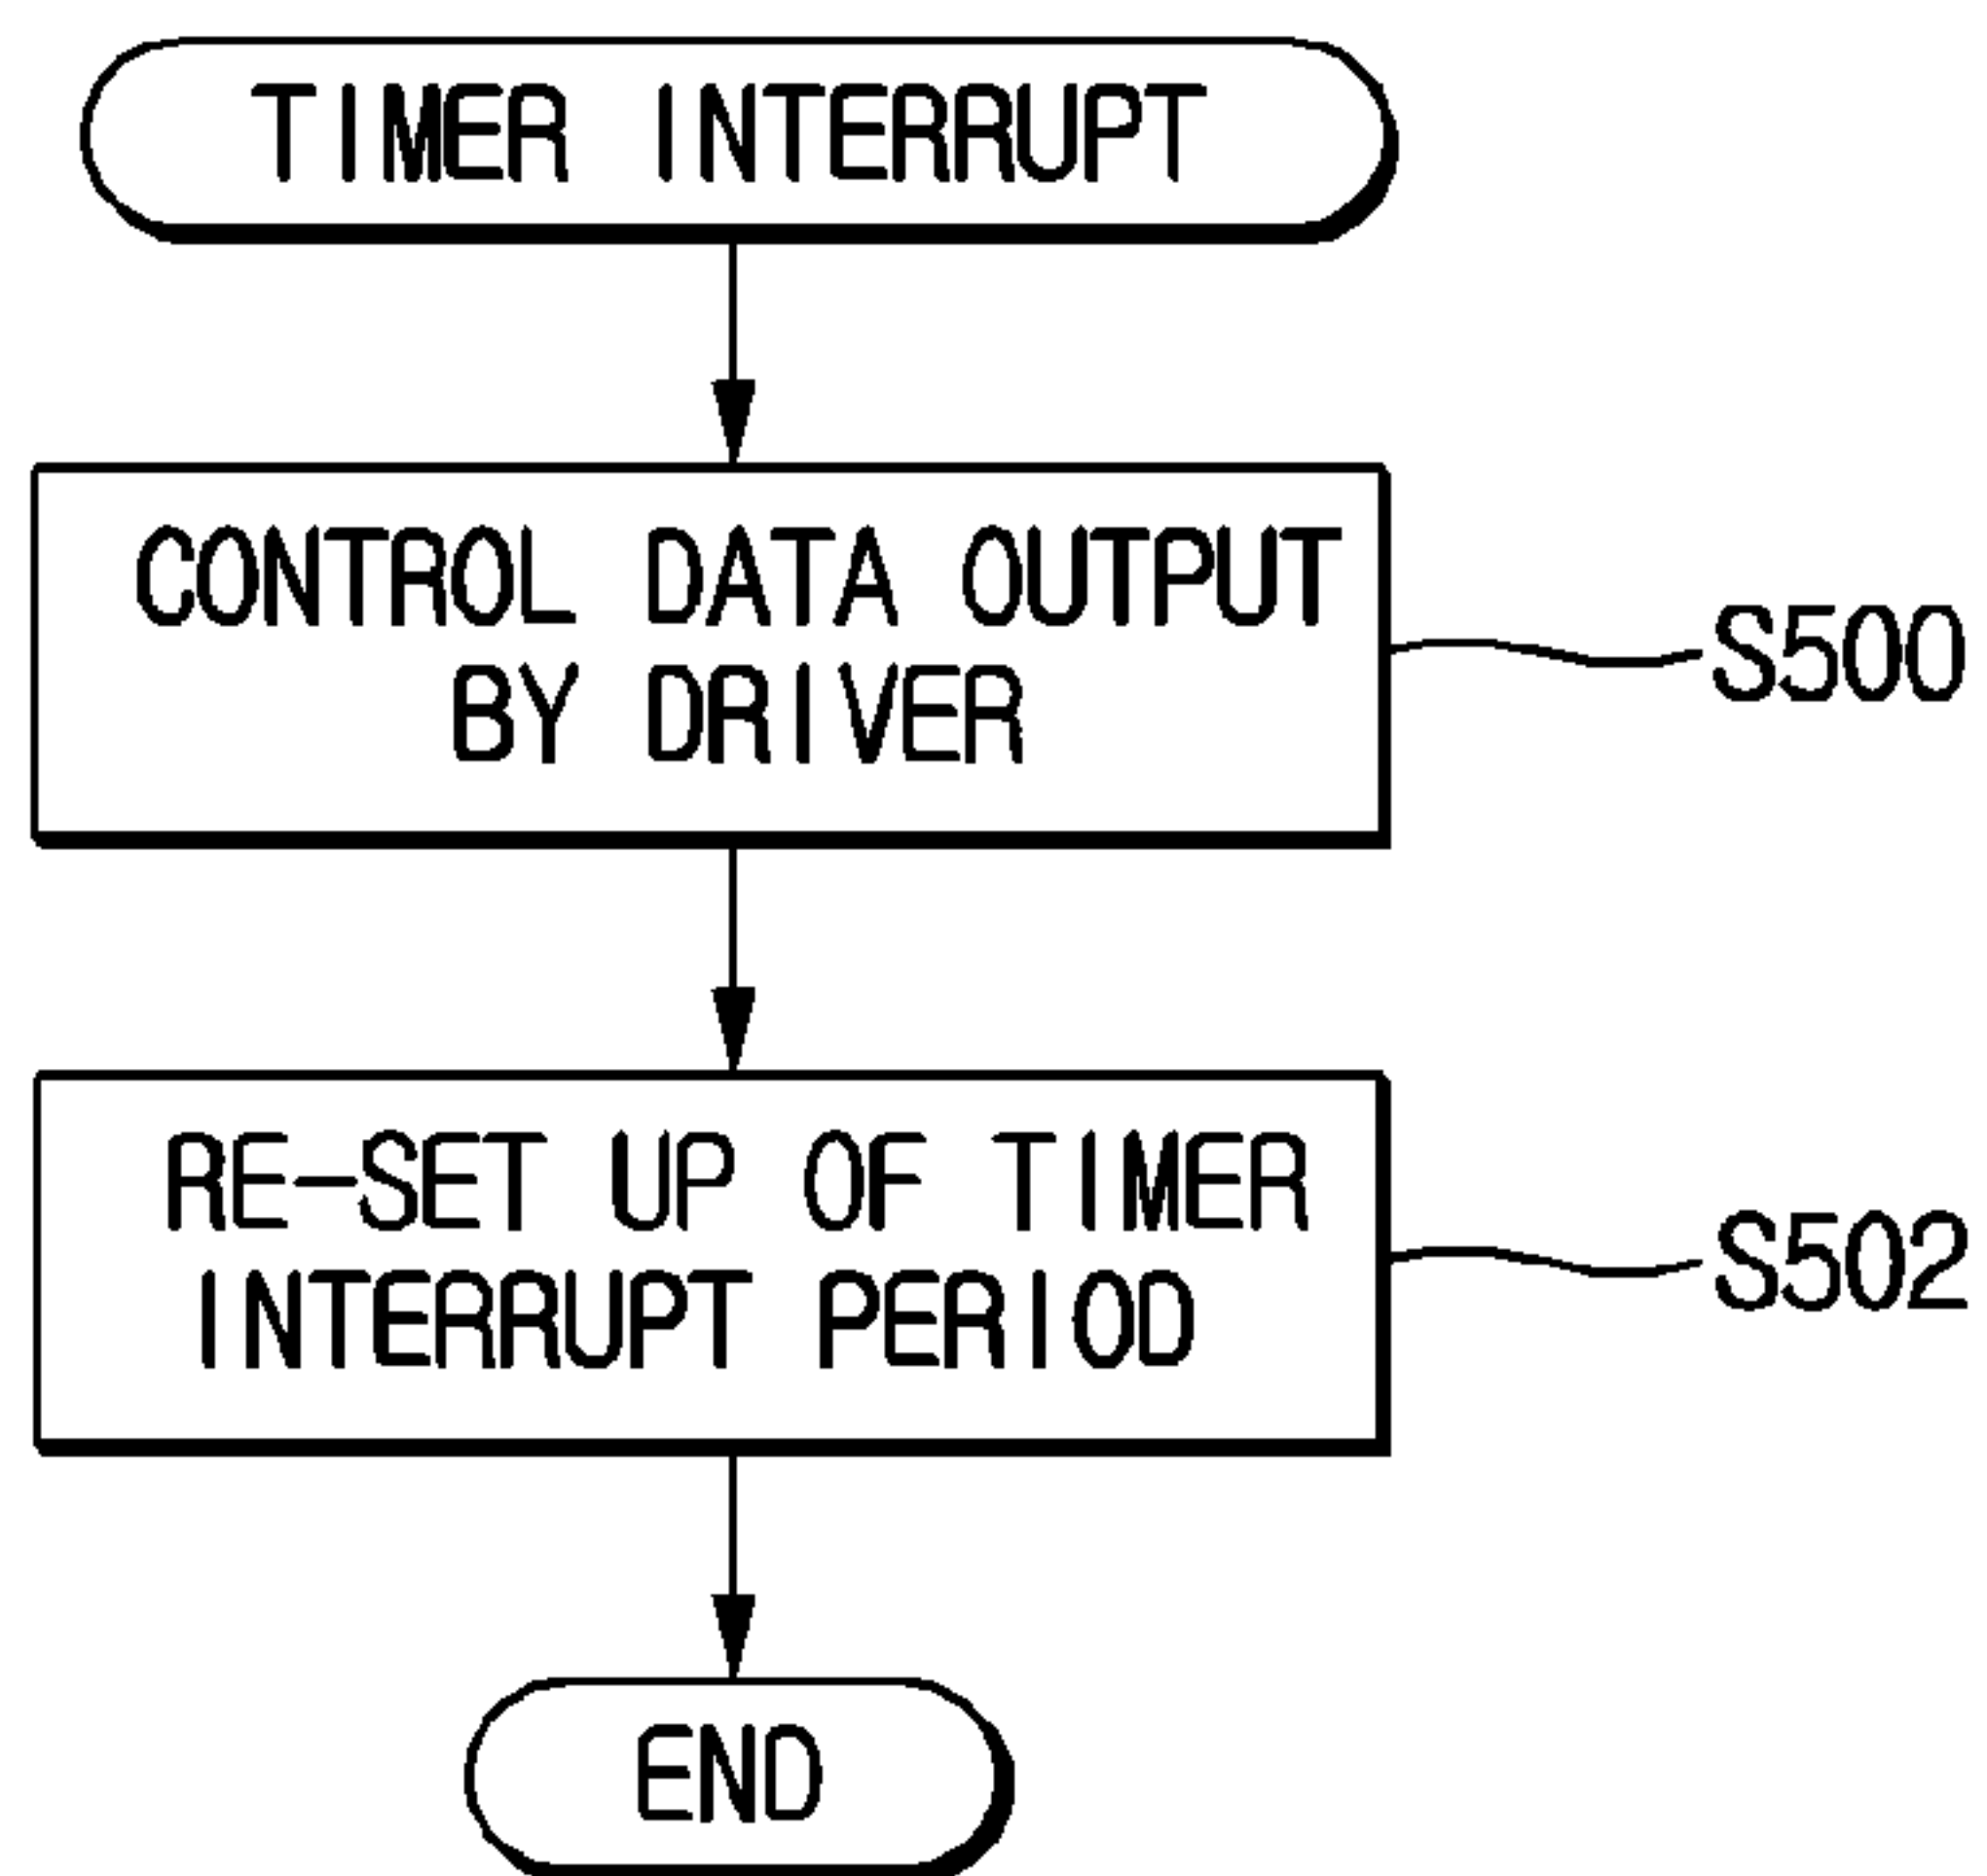 TIMER INTERRUPT
CONTROL DATA OUTPUT
BY DRIVER
S500
RE-SET UP OF TIMER
INTERRUPT PERIOD
S502
END